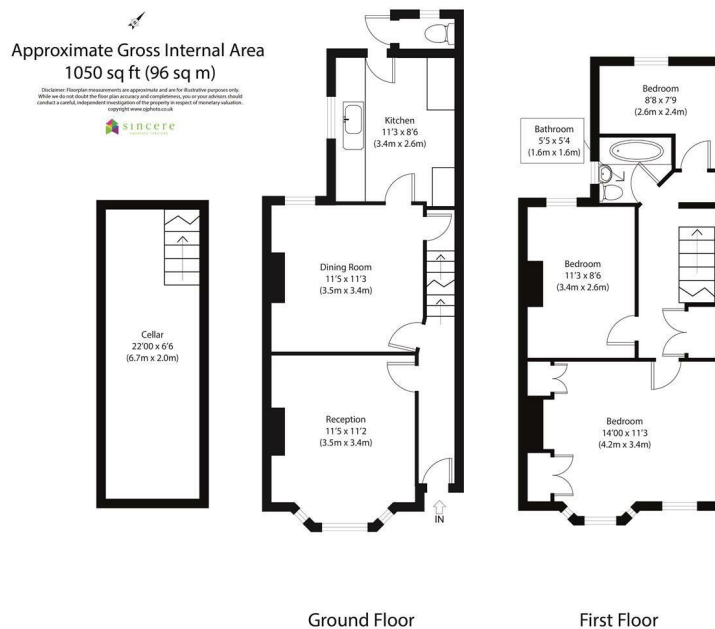 Approximate Gross Internal Area
1050 sq ft (96 sq m)
Disclaimer: Floorplan measurements are approximate and are for illustrative purposes only.
While we do not doubt the floor plan accuracy and completeness, you or your advisors should
conduct a careful, independent investigation of the property in respect of monetary valuation.
copyright www.cjphoto.co.uk
sincere
Kitchen
11'3 x 8'6
(3.4m x 2.6m)
Bedroom
8'8 x 7'9
(2.6m x 2.4m)
Bathroom
5'5 x 5'4
(1.6m x 1.6m)
Dining Room
11'5 x 11'3
(3.5m x 3.4m)
Bedroom
11'3 x 8'6
(3.4m x 2.6m)
Cellar
22'00 x 6'6
(6.7m x 2.0m)
Reception
11'5 x 11'2
(3.5m x 3.4m)
Bedroom
14'00 x 11'3
(4.2m x 3.4m)
IN
Ground Floor
First Floor